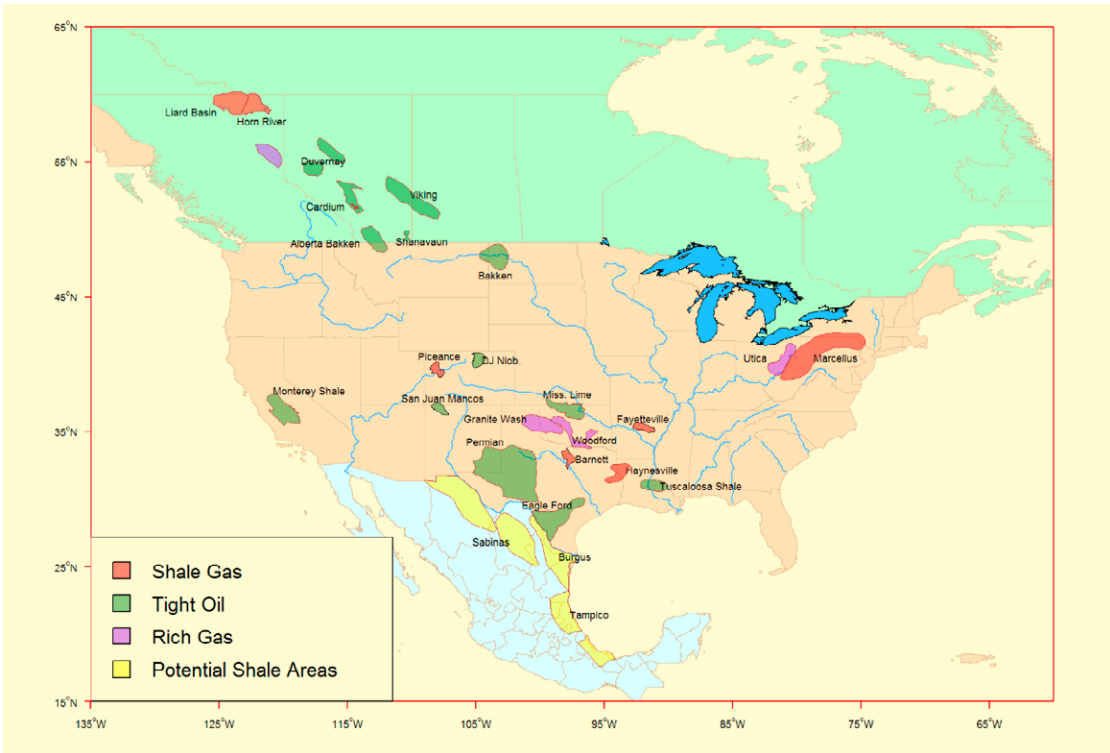 65°N
Liard Basin
Horn River
55°N
Duvernay
Viking
Cardium
Alberta Bakken
Shanavaun
Bakken
45°N
Piceance
DJ Niob.
Utica
Marcellus
Monterey Shale
San Juan Mancos
Miss. Lime
Granite Wash
Fayetteville
35°N
Permian
Woodford
Barnett
Haynesville
Tuscaloosa Shale
Eagle Ford
Sabinas
Burgus
25°N
Tampico
Shale Gas
Tight Oil
Rich Gas
Potential Shale Areas
15°N
135°W
125°W
115°W
105°W
95°W
85°W
75°W
65°W